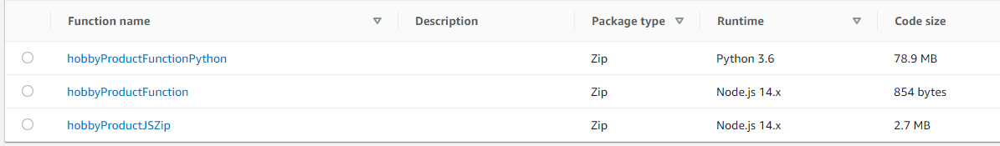 Function name Description Package type Runtime Code size
hobbyProductFunctionPython Zip Python 3.6 78.9 MB
hobbyProductFunction Zip Node.js 14.x 854 bytes
hobbyProductJSZip Zip Node.js 14.x 2.7 MB